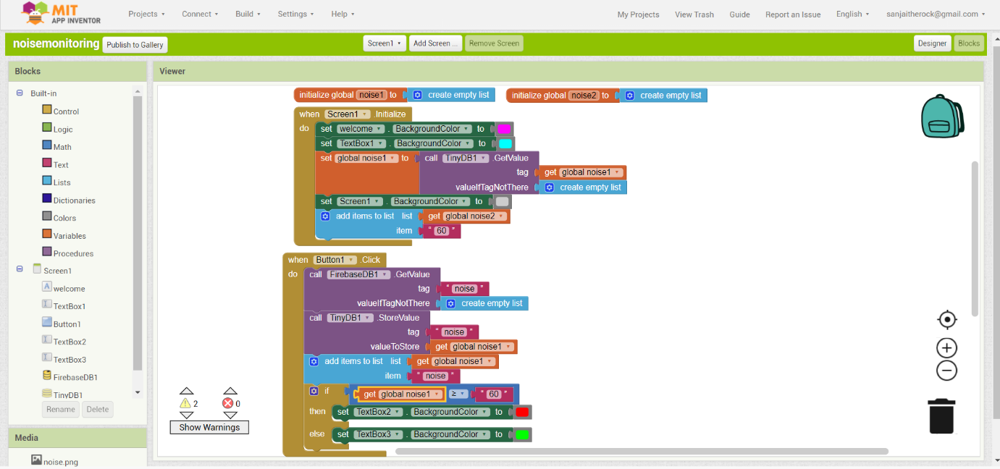 MIT
APP INVENTOR
Projects Connect Build Settings Help My Projects View Trash Guide Report an Issue English sanjaitherock@gmail.com
noisemonitoring Publish to Gallery Screen1 Add Screen ... Remove Screen Designer Blocks
Blocks
Built-in
Control
Logic
Math
Text
Lists
Dictionaries
Colors
Variables
Procedures
Screen1
A welcome
TextBox1
Button1
TextBox2
TextBox3
FirebaseDB1
TinyDB1
Rename Delete
Media
noise.png
Viewer
initialize global noise1 to create empty list
initialize global noise2 to create empty list
when Screen1 .Initialize
do set welcome . BackgroundColor to
set TextBox1 . BackgroundColor to
set global noise1 to call TinyDB1 .GetValue
tag get global noise1
valueIfTagNotThere create empty list
set Screen1 . BackgroundColor to
add items to list list get global noise2
item " 60 "
when Button1 .Click
do call FirebaseDB1 .GetValue
tag " noise "
valueIfTagNotThere create empty list
call TinyDB1 .StoreValue
tag " noise "
valueToStore get global noise1
add items to list list get global noise1
item " noise "
if get global noise1 ≥ " 60 "
then set TextBox2 . BackgroundColor to
else set TextBox3 . BackgroundColor to
2 0
Show Warnings